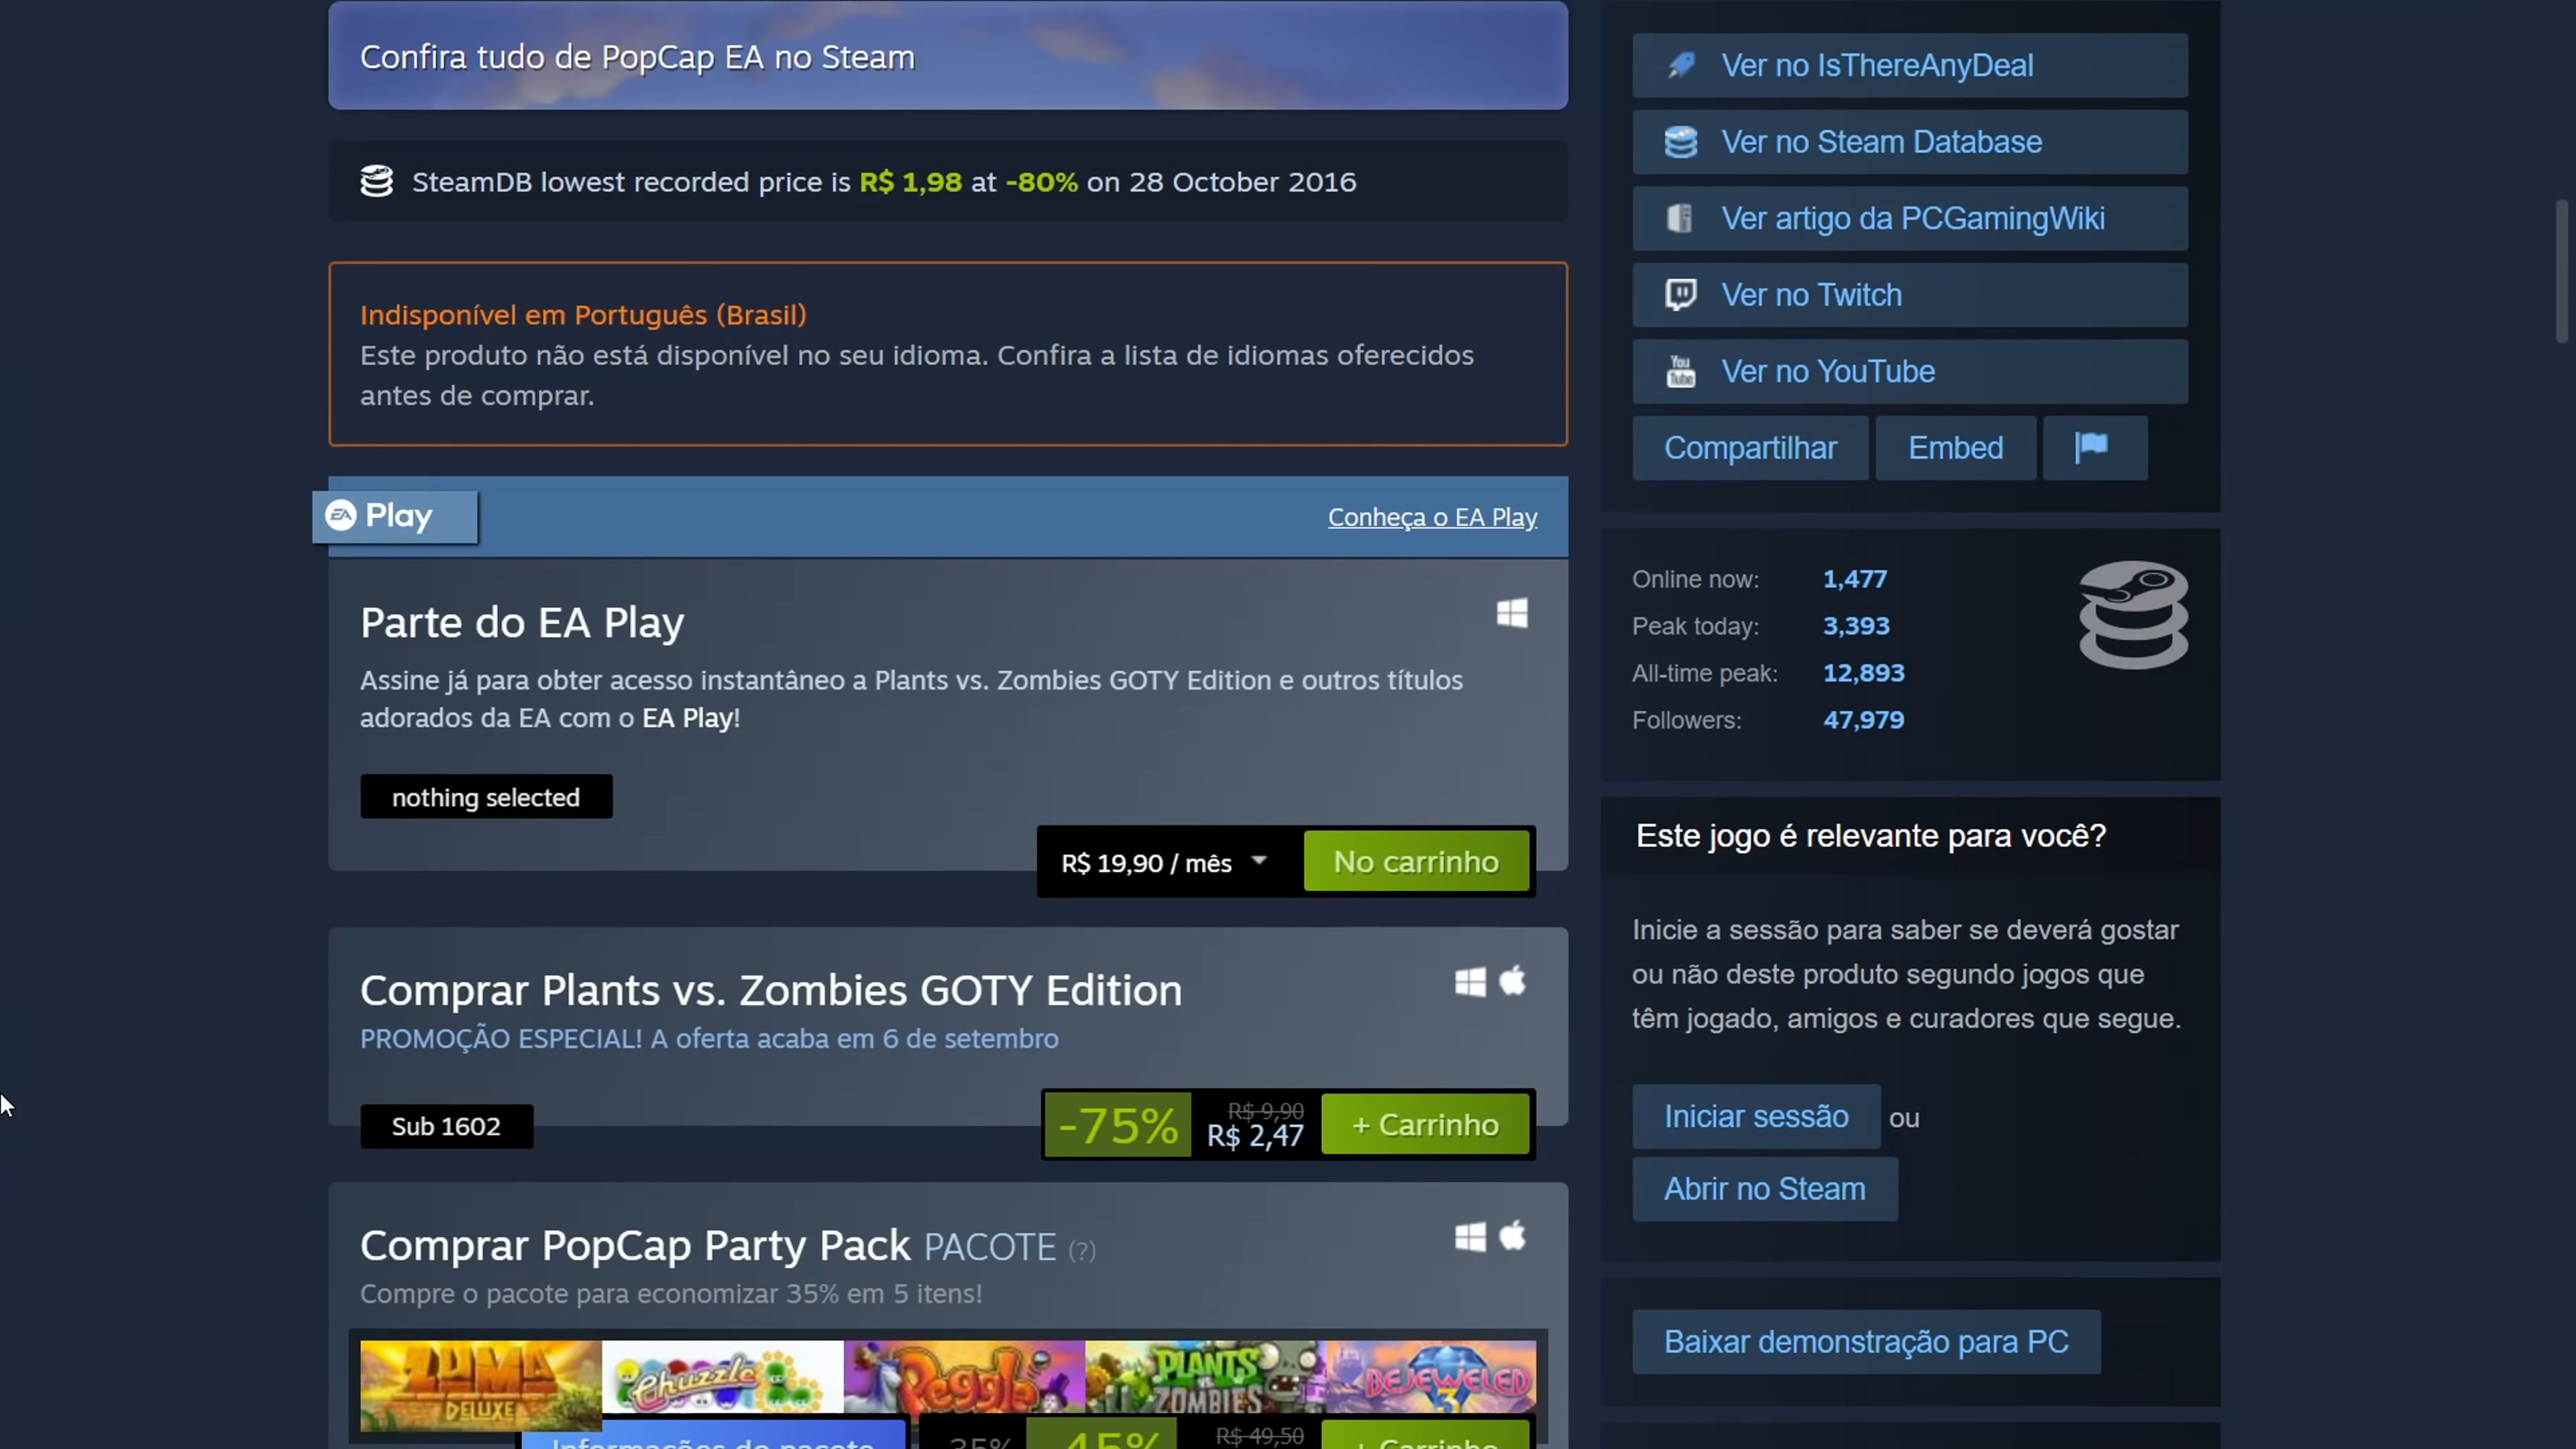 Confira tudo de PopCap EA no Steam
SteamDB lowest recorded price is R$ 1,98 at -80% on 28 October 2016
Indisponível em Português (Brasil)
Este produto não está disponível no seu idioma. Confira a lista de idiomas oferecidos
antes de comprar.
EA Play
Conheça o EA Play
Parte do EA Play
Assine já para obter acesso instantâneo a Plants vs. Zombies GOTY Edition e outros títulos
adorados da EA com o EA Play!
nothing selected
R$ 19,90 / mês
No carrinho
Comprar Plants vs. Zombies GOTY Edition
PROMOÇÃO ESPECIAL! A oferta acaba em 6 de setembro
Sub 1602
-75%
R$ 9,90
R$ 2,47
+ Carrinho
Comprar PopCap Party Pack PACOTE (?)
Compre o pacote para economizar 35% em 5 itens!
ZUMA
DELUXE
Chuzzle
Peggle
PLANTS
VS.
ZOMBIES
BEJEWELED
3
Informações do pacote
-35%
-45%
R$ 49,50
+ Carrinho
Ver no IsThereAnyDeal
Ver no Steam Database
Ver artigo da PCGamingWiki
Ver no Twitch
You
Tube
Ver no YouTube
Compartilhar
Embed
Online now: 1,477
Peak today: 3,393
All-time peak: 12,893
Followers: 47,979
Este jogo é relevante para você?
Inicie a sessão para saber se deverá gostar
ou não deste produto segundo jogos que
têm jogado, amigos e curadores que segue.
Iniciar sessão ou
Abrir no Steam
Baixar demonstração para PC